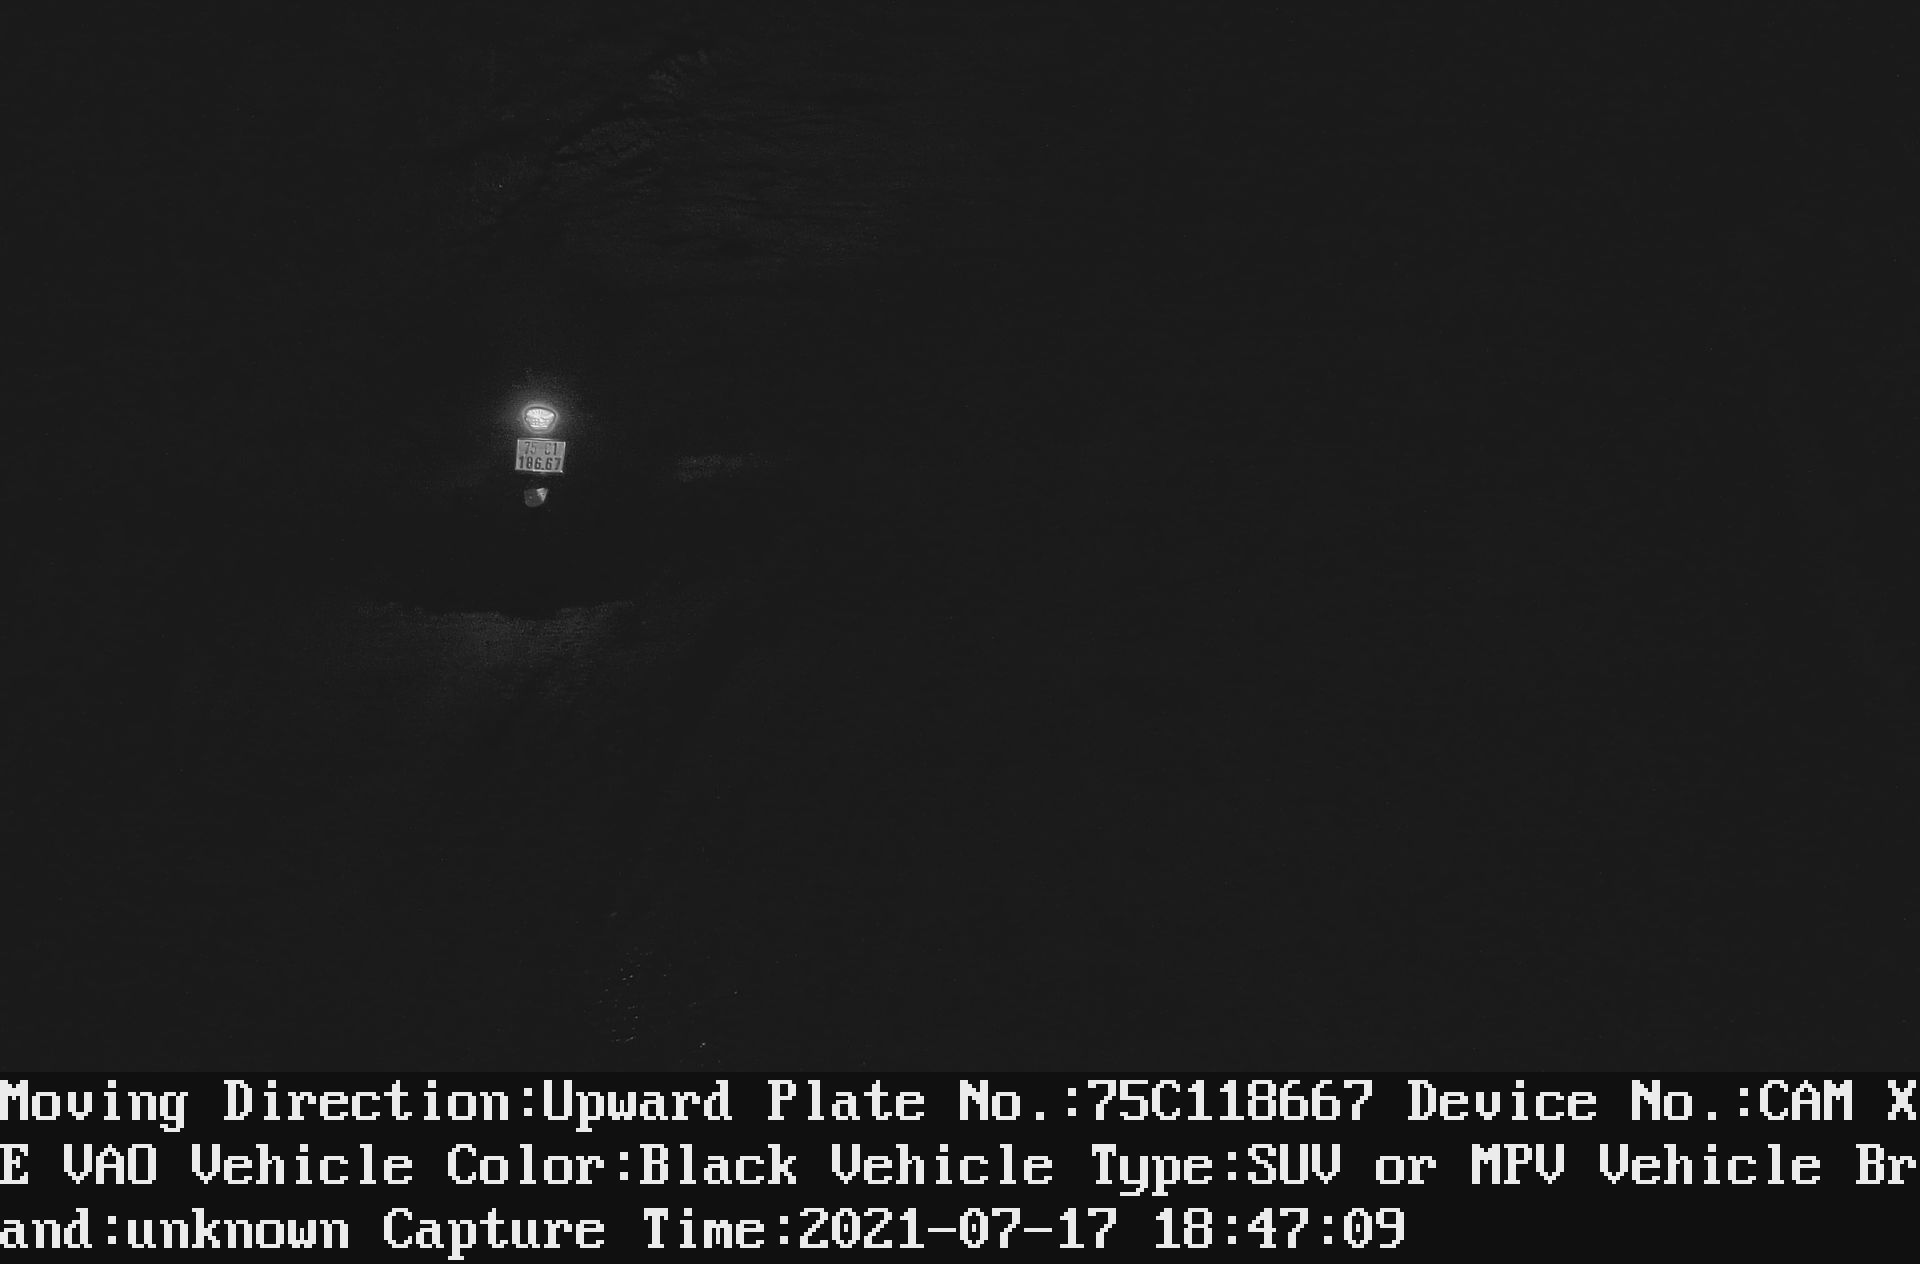 75 C1
186.67
Moving Direction:Upward Plate No.:75C118667 Device No.:CAM X
E VAO Vehicle Color:Black Vehicle Type:SUV or MPV Vehicle Br
and:unknown Capture Time:2021-07-17 18:47:09